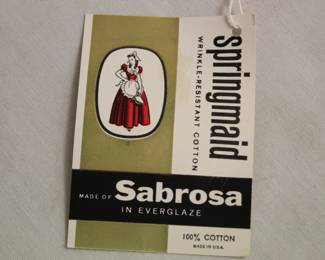 springmaid
WRINKLE-RESISTANT COTTON
MADE OF Sabrosa
IN EVERGLAZE
100% COTTON
MADE IN U.S.A.